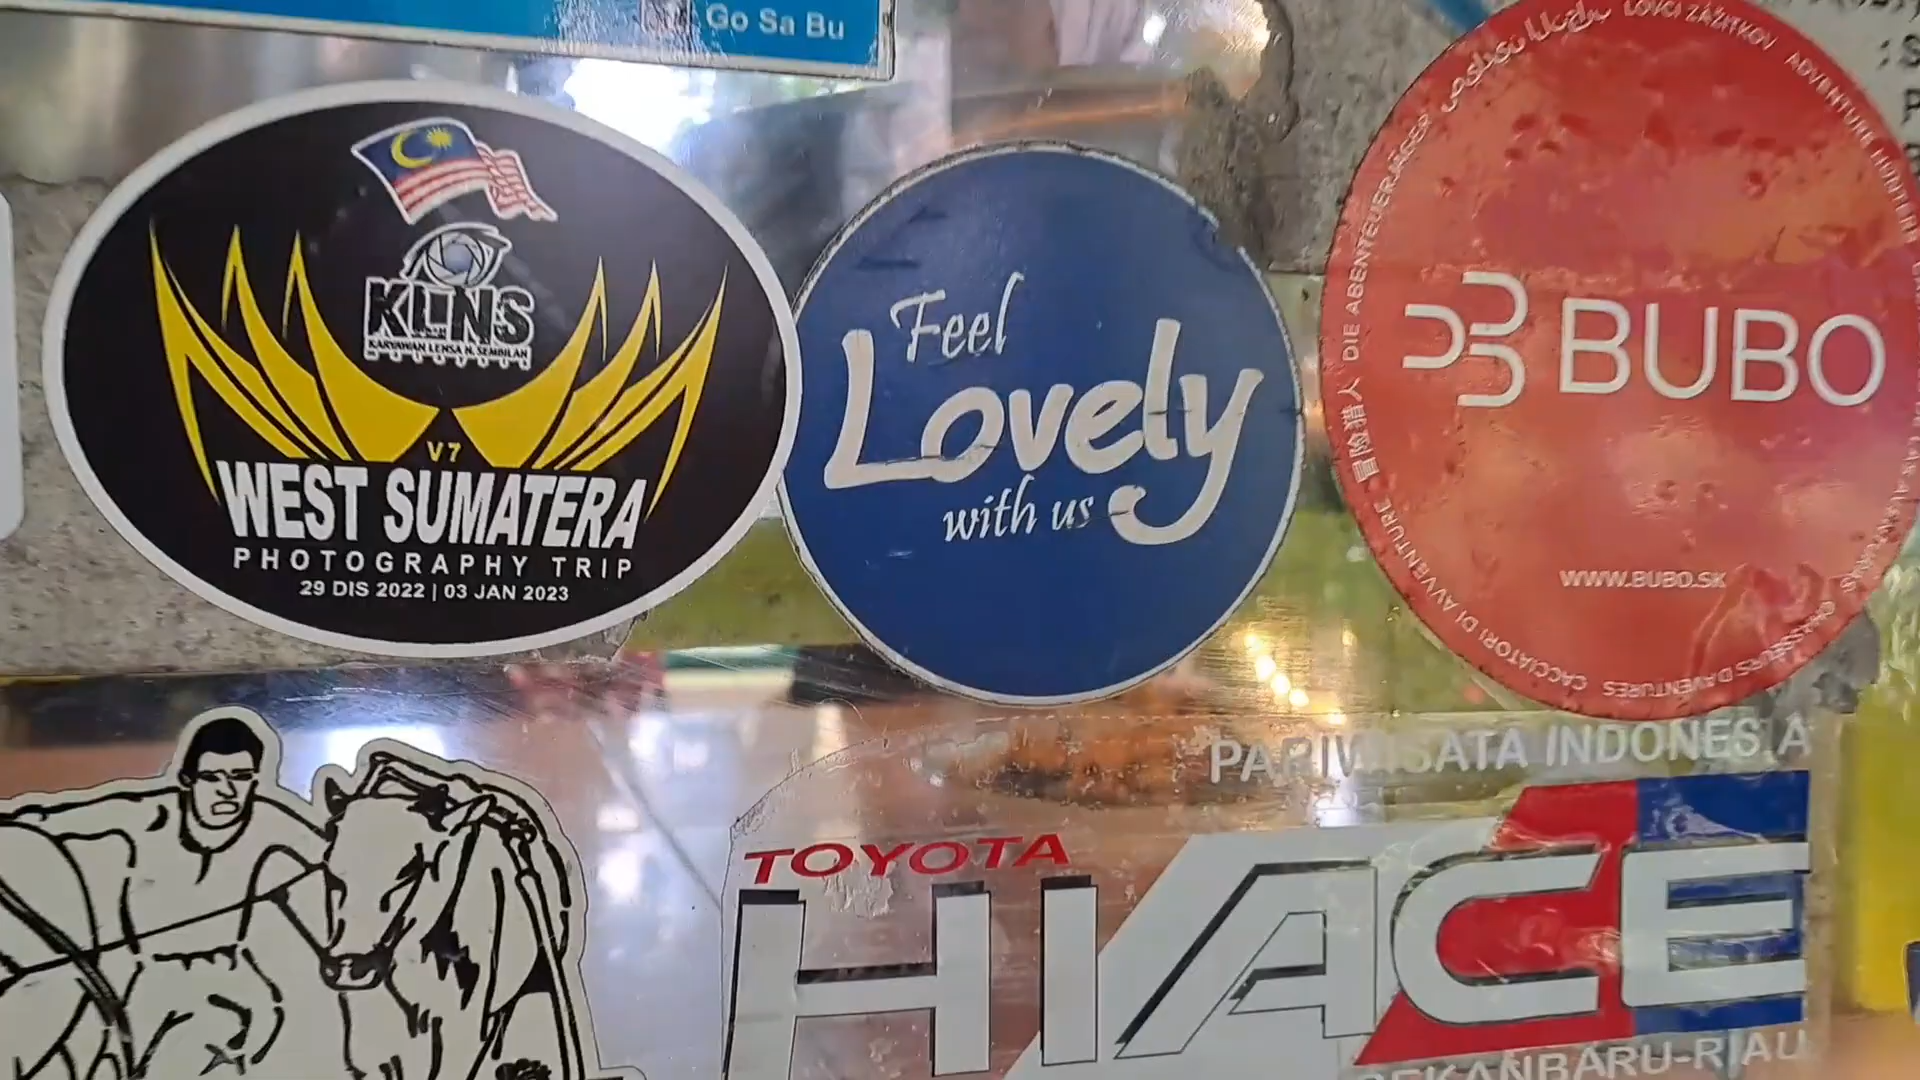 Go Sa Bu
KLNS
KARYAWAN LENSA N. SEMBILAN
V7
WEST SUMATERA
PHOTOGRAPHY TRIP
29 DIS 2022 | 03 JAN 2023
Feel
Lovely
with us
LOVCI ZÁŽITKOV ADVENTURE HUNTERS
CHASSEURS D'AVENTURES CACCIATORI DI AVVENTURE 冒险猎人 DIE ABENTEUERJÄGER
BUBO
WWW.BUBO.SK
PARIWISATA INDONESIA
TOYOTA
HIACE
PEKANBARU-RIAU